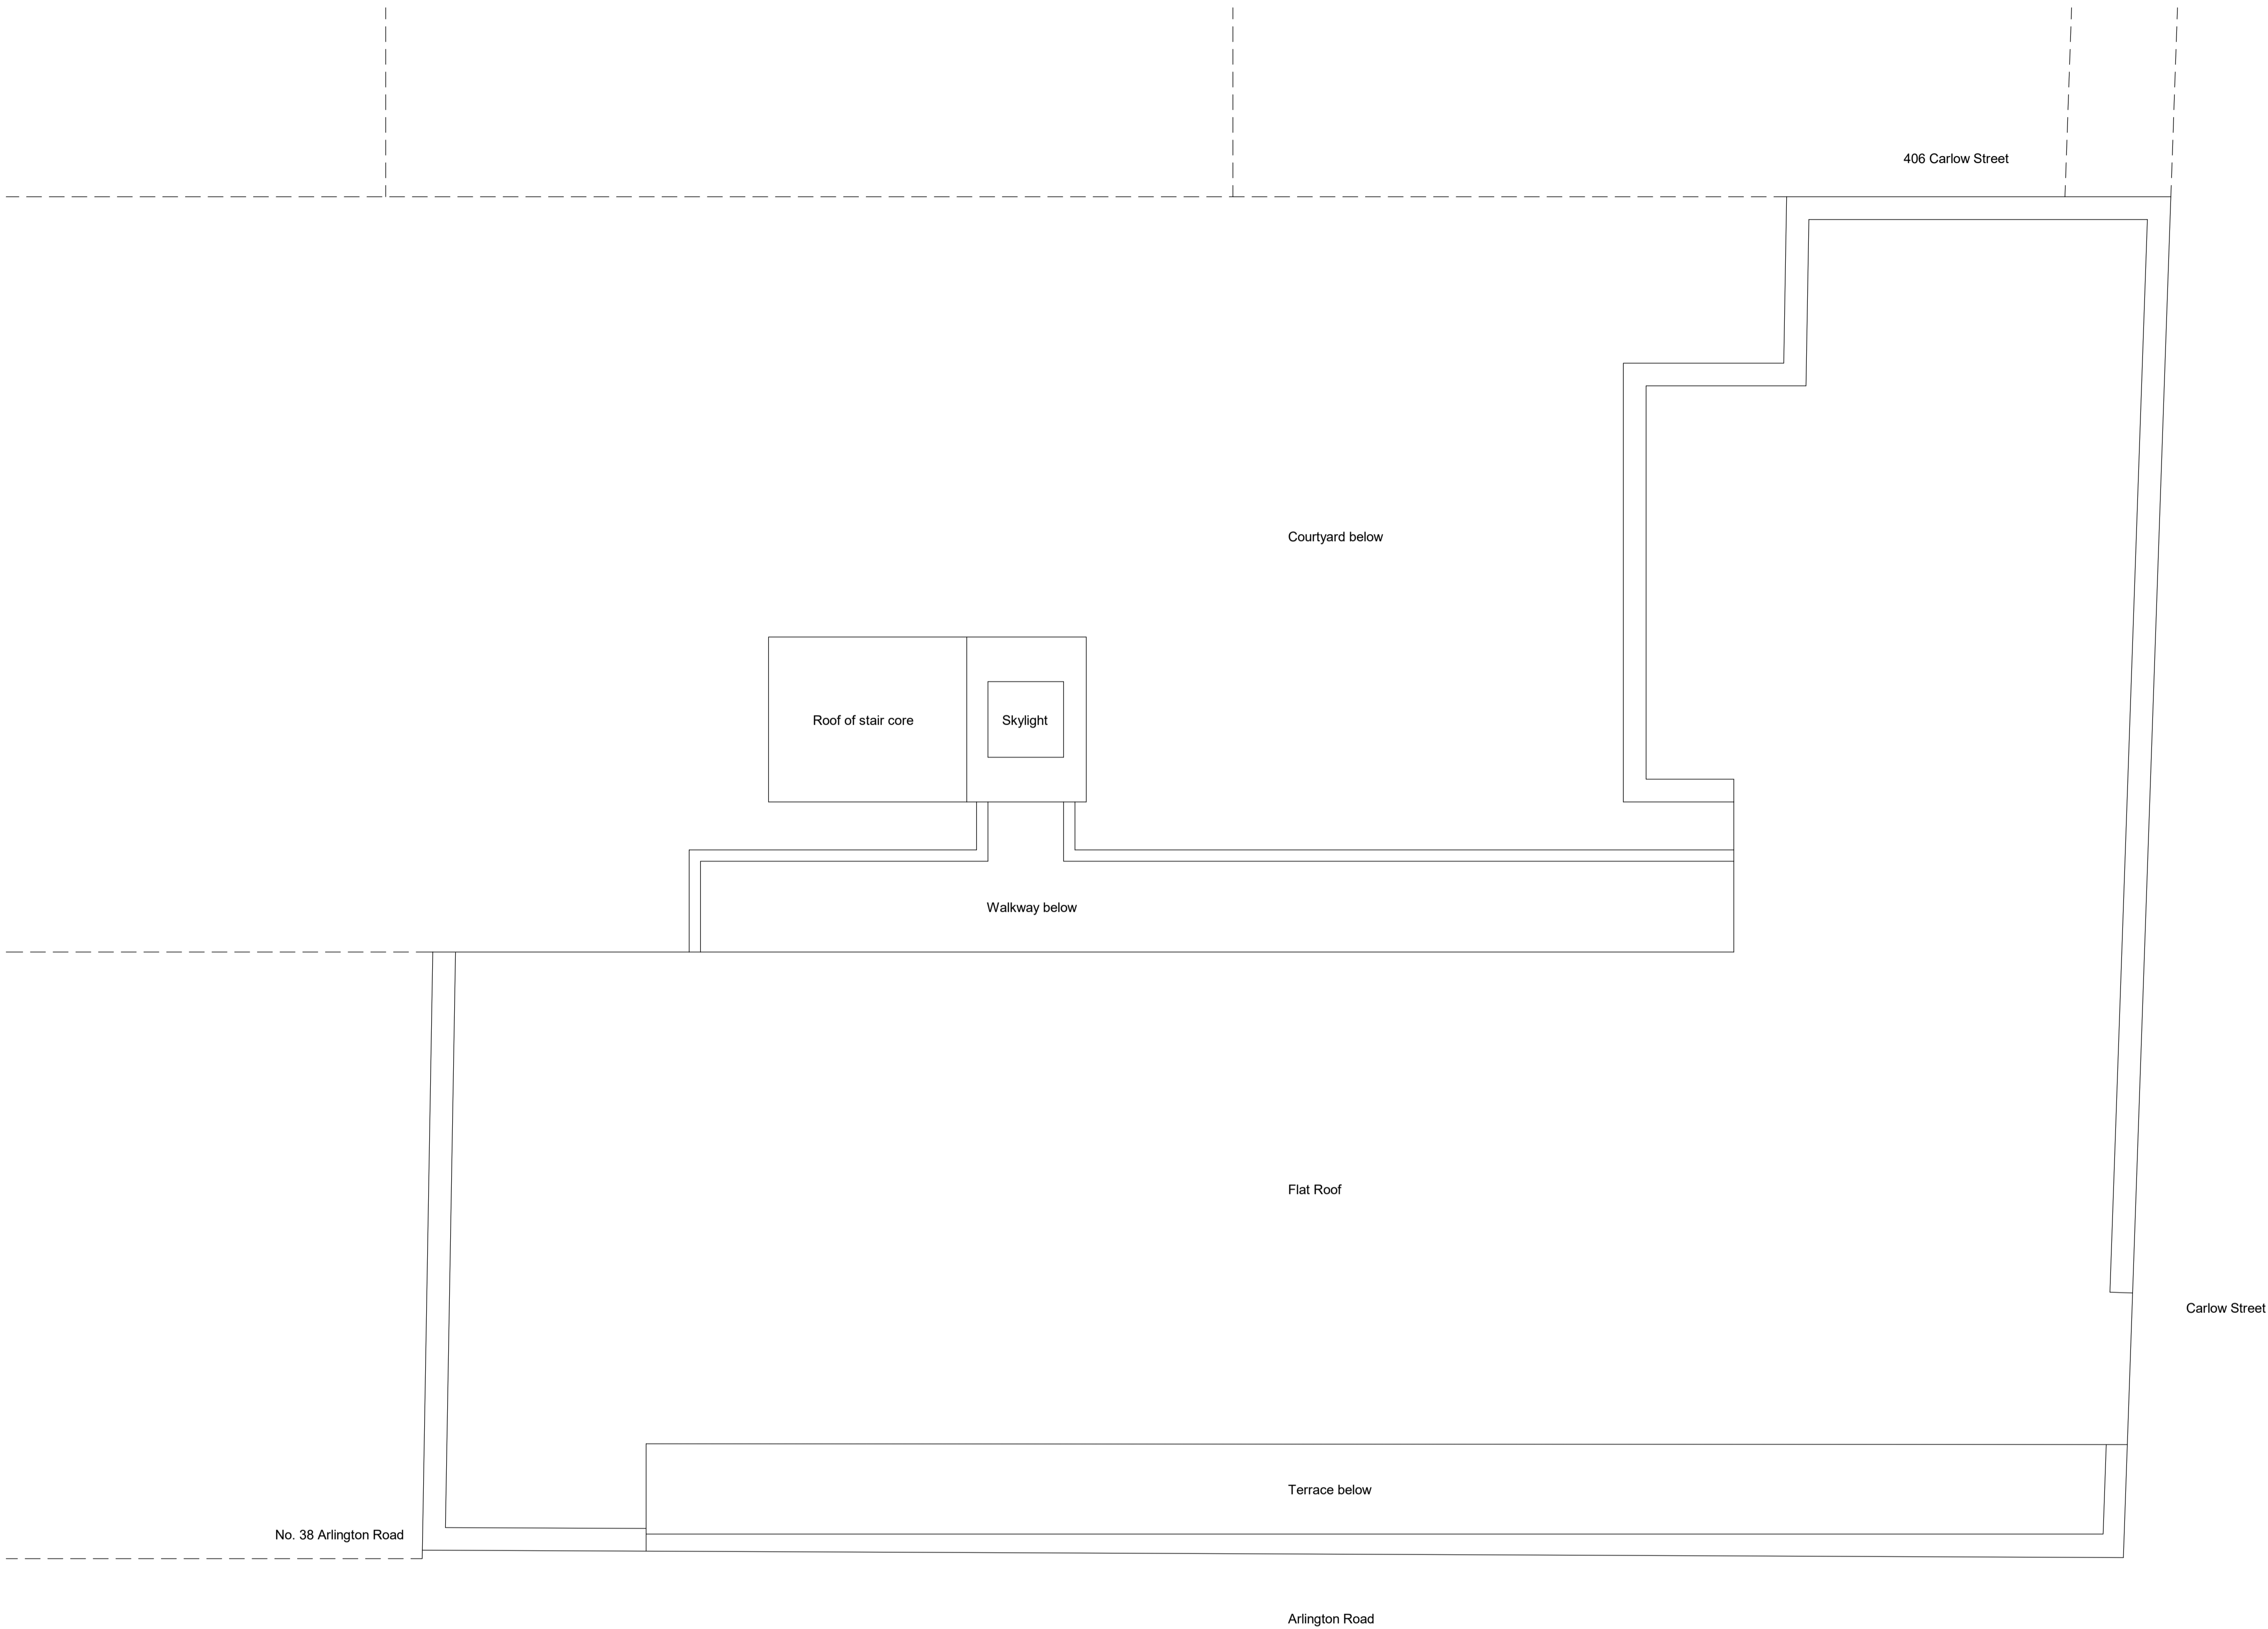 406 Carlow Street
Courtyard below
Roof of stair core
Skylight
Walkway below
Flat Roof
Carlow Street
Terrace below
No. 38 Arlington Road
Arlington Road